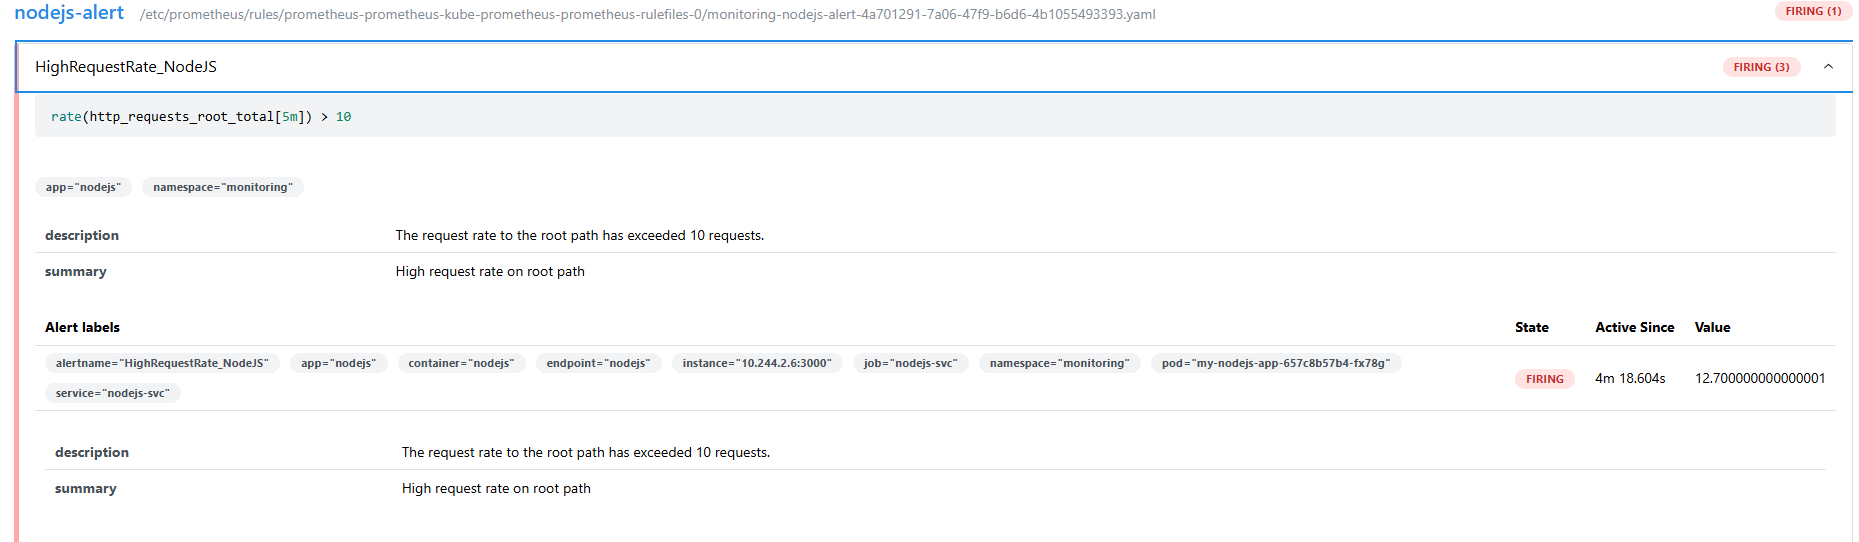 nodejs-alert /etc/prometheus/rules/prometheus-prometheus-kube-prometheus-prometheus-rulefiles-0/monitoring-nodejs-alert-4a701291-7a06-47f9-b6d6-4b1055493393.yaml FIRING (1)
HighRequestRate_NodeJS FIRING (3)
rate(http_requests_root_total[5m]) > 10
app="nodejs" namespace="monitoring"
description The request rate to the root path has exceeded 10 requests.
summary High request rate on root path
Alert labels State Active Since Value
alertname="HighRequestRate_NodeJS" app="nodejs" container="nodejs" endpoint="nodejs" instance="10.244.2.6:3000" job="nodejs-svc" namespace="monitoring" pod="my-nodejs-app-657c8b57b4-fx78g"
service="nodejs-svc" FIRING 4m 18.604s 12.700000000000001
description The request rate to the root path has exceeded 10 requests.
summary High request rate on root path